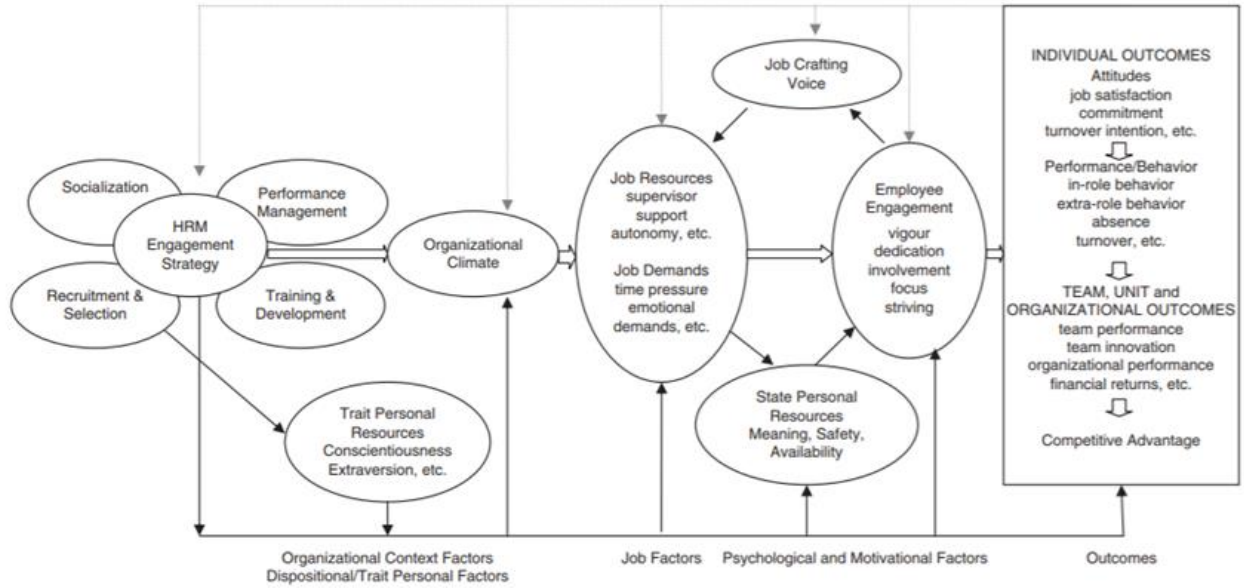 Socialization
Performance
Management
HRM
Engagement
Strategy
Recruitment &
Selection
Training &
Development
Trait Personal
Resources
Conscientiousness
Extraversion, etc.
Organizational
Climate
Job Resources
supervisor
support
autonomy, etc.
Job Demands
time pressure
emotional
demands, etc.
Job Crafting
Voice
State Personal
Resources
Meaning, Safety,
Availability
Employee
Engagement
vigour
dedication
involvement
focus
striving
INDIVIDUAL OUTCOMES
Attitudes
job satisfaction
commitment
turnover intention, etc.
Performance/Behavior
in-role behavior
extra-role behavior
absence
turnover, etc.
TEAM, UNIT and
ORGANIZATIONAL OUTCOMES
team performance
team innovation
organizational performance
financial returns, etc.
Competitive Advantage
Organizational Context Factors
Dispositional/Trait Personal Factors
Job Factors
Psychological and Motivational Factors
Outcomes